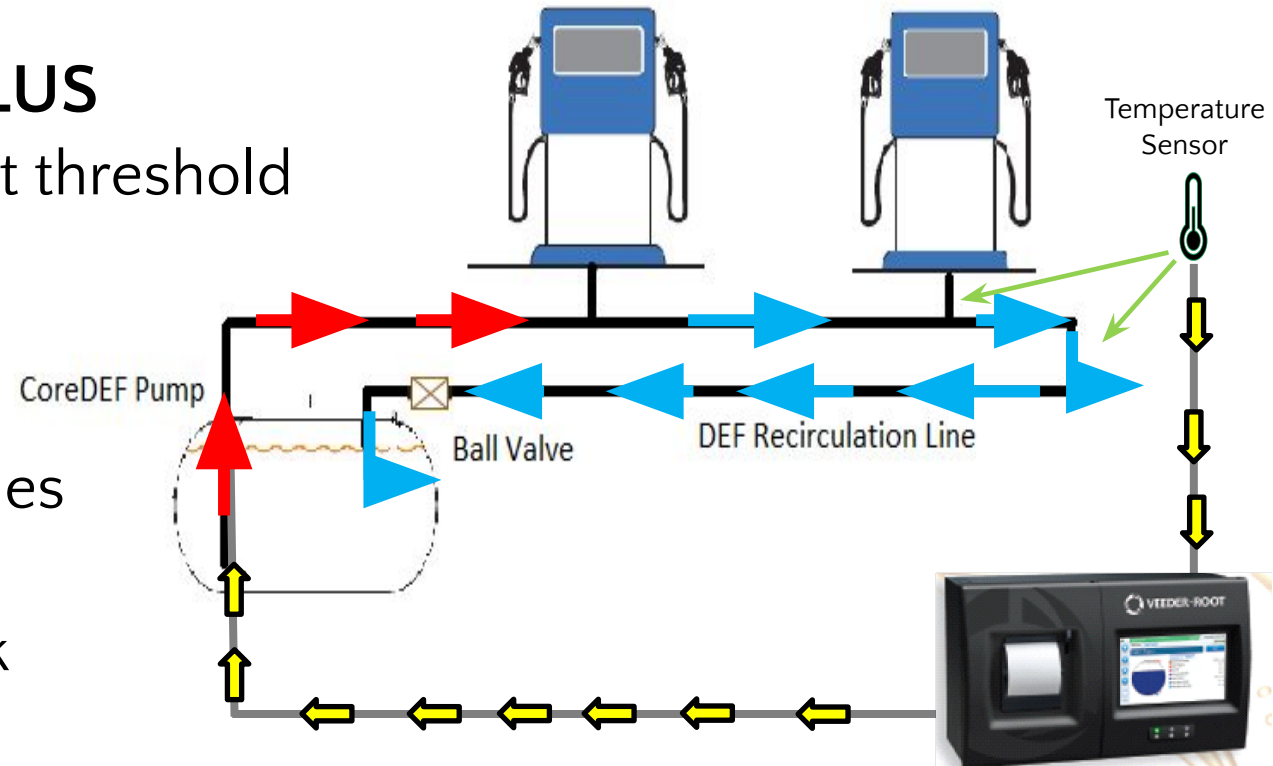 LUS
t threshold
es
k
Temperature
Sensor
CoreDEF Pump
Ball Valve
DEF Recirculation Line
VEEDER-ROOT